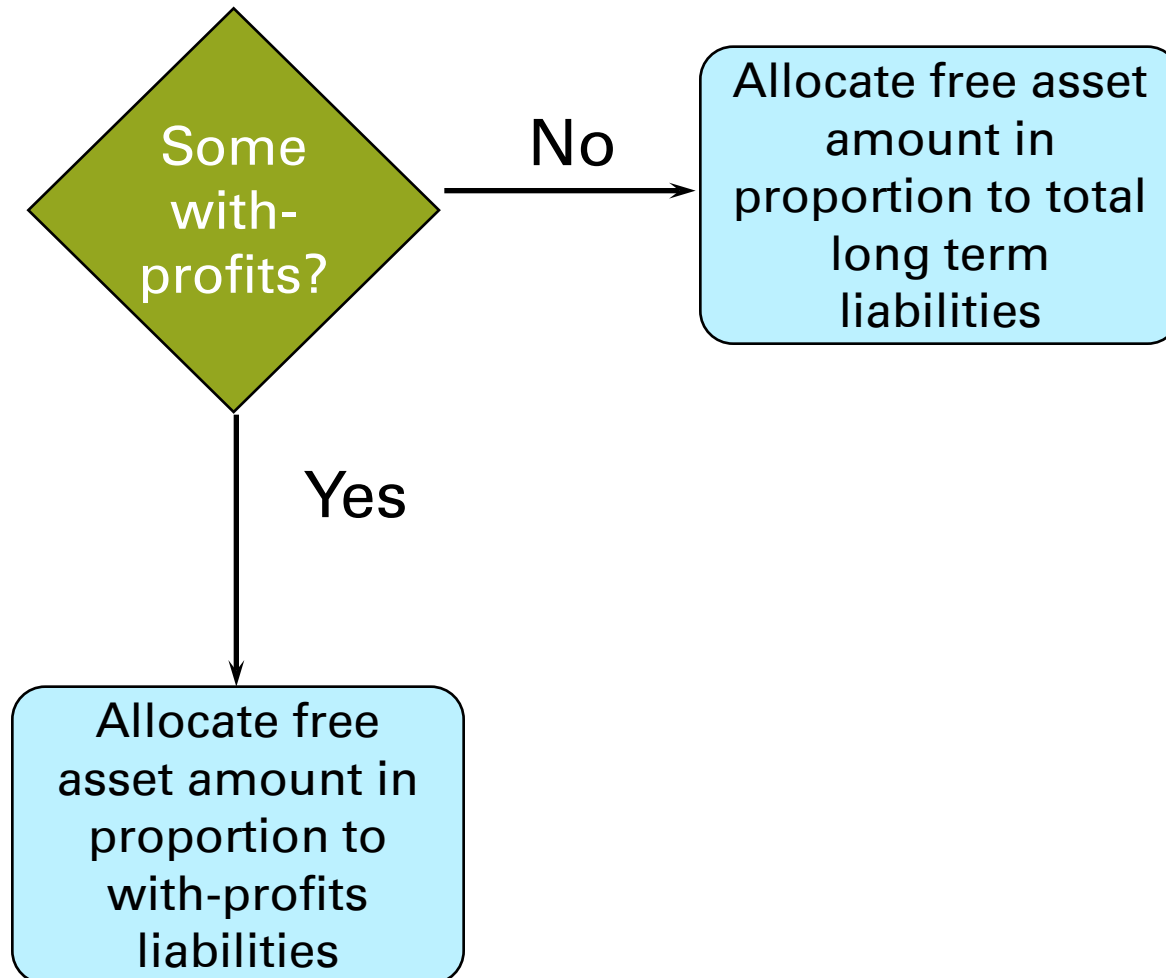 Some
with-
profits?
No
Allocate free asset
amount in
proportion to total
long term
liabilities
Yes
Allocate free
asset amount in
proportion to
with-profits
liabilities